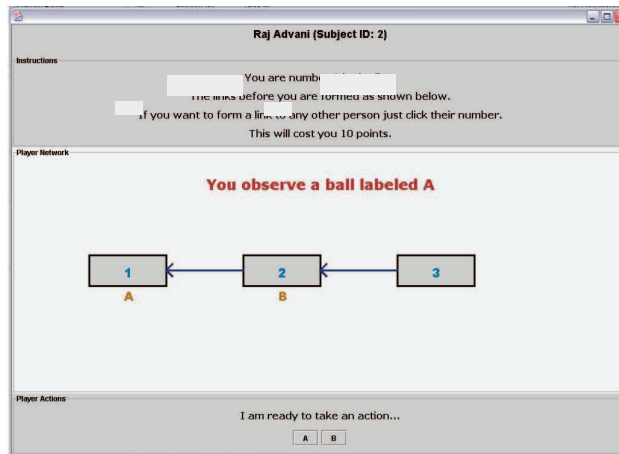 Raj Advani (Subject ID: 2)
Instructions
You are number
The links before you are formed as shown below.
If you want to form a link to any other person just click their number.
This will cost you 10 points.
Player Network
You observe a ball labeled A
1 2 3
A B
Player Actions
I am ready to take an action...
A B